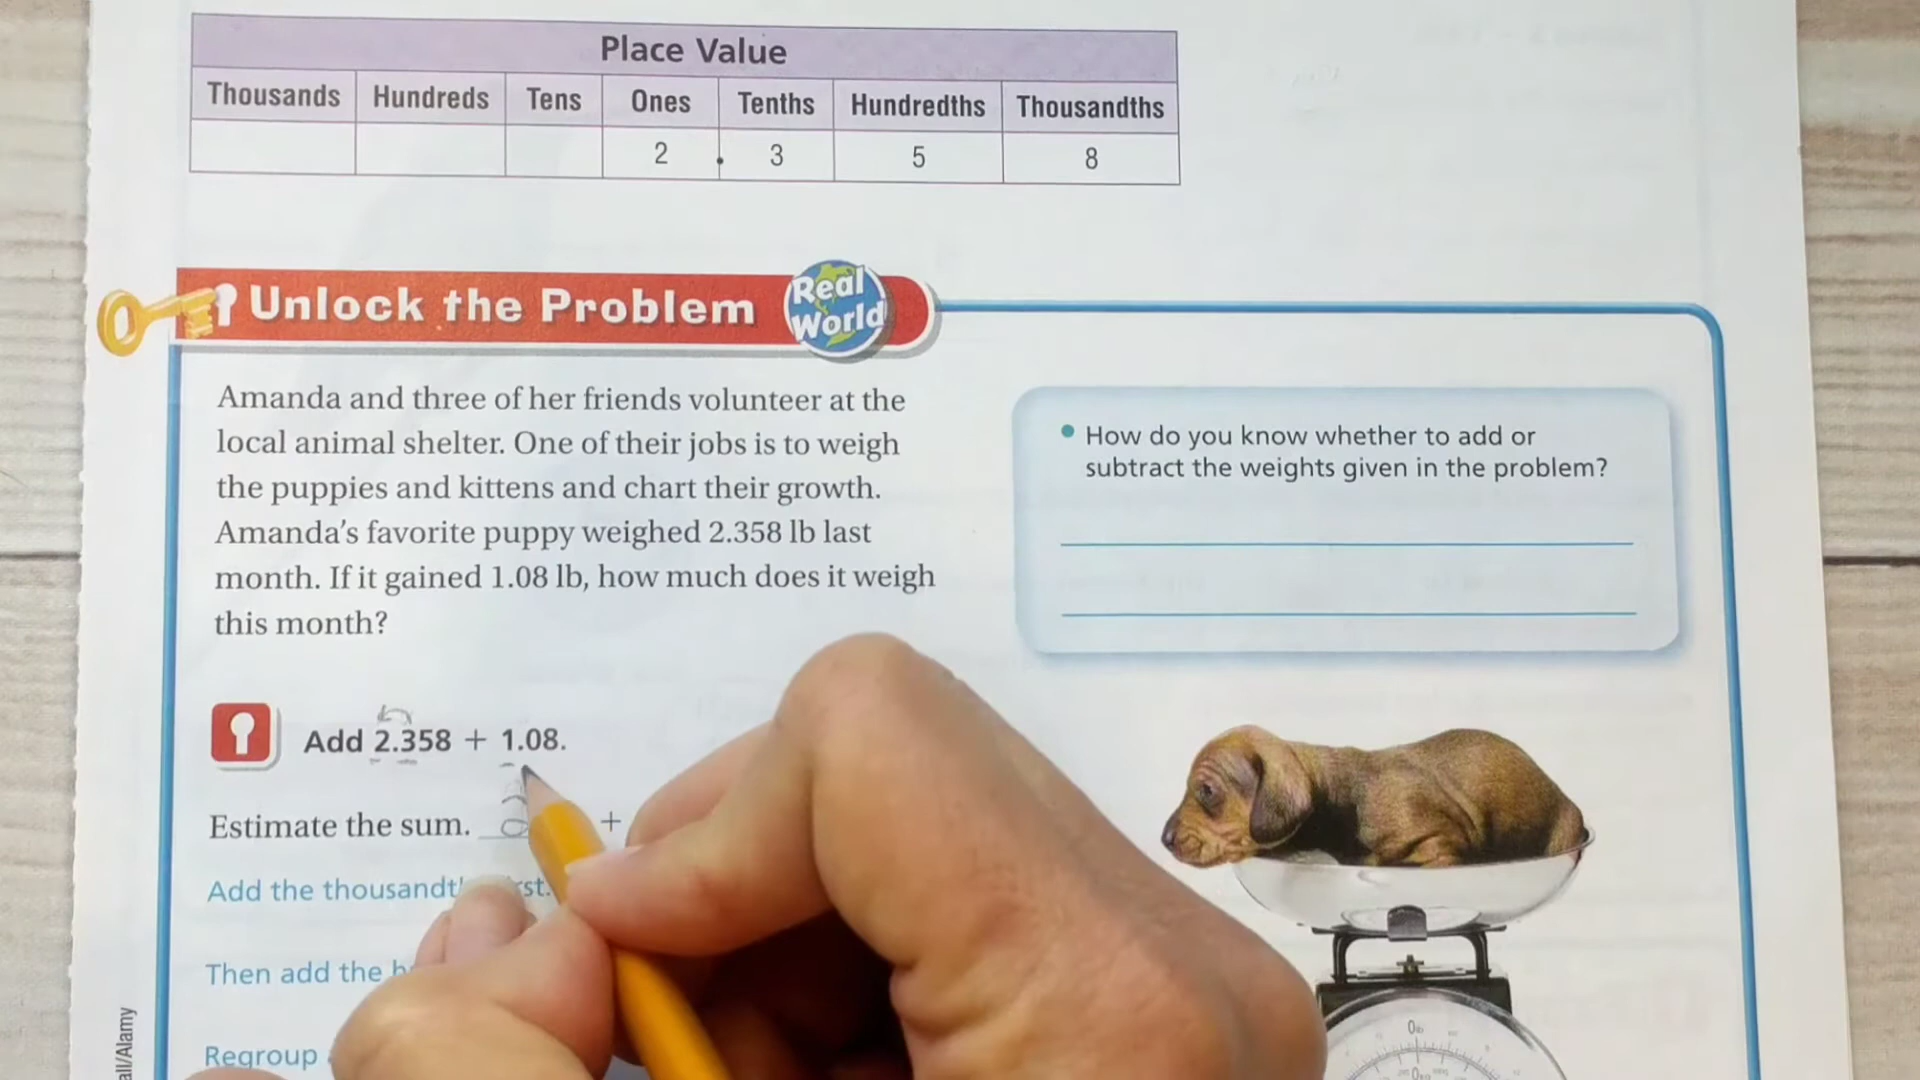 Place Value
Thousands Hundreds Tens Ones Tenths Hundredths Thousandths
2 . 3 5 8
Unlock the Problem Real World
Amanda and three of her friends volunteer at the
local animal shelter. One of their jobs is to weigh
the puppies and kittens and chart their growth.
Amanda's favorite puppy weighed 2.358 lb last
month. If it gained 1.08 lb, how much does it weigh
this month?
• How do you know whether to add or
subtract the weights given in the problem?
Add 2.358 + 1.08.
Estimate the sum. +
Add the
Then add the
Regroup
0lb
all/Alamy